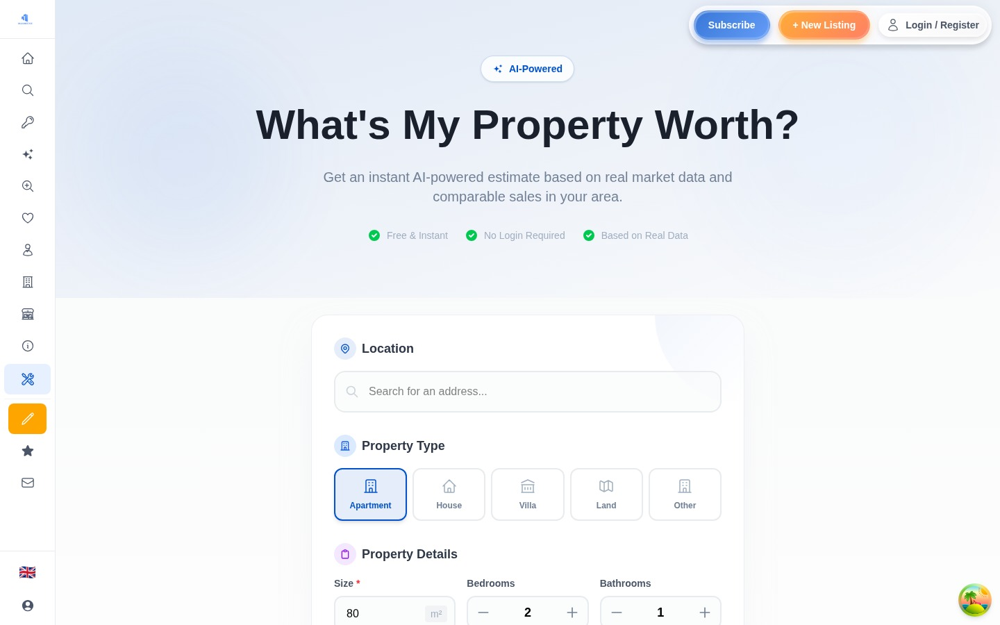 Subscribe
+ New Listing
Login / Register
AI-Powered
What's My Property Worth?
Get an instant AI-powered estimate based on real market data and
comparable sales in your area.
Free & Instant
No Login Required
Based on Real Data
Location
Search for an address...
Property Type
Apartment
House
Villa
Land
Other
Property Details
Size *
Bedrooms
Bathrooms
80
m²
2
1